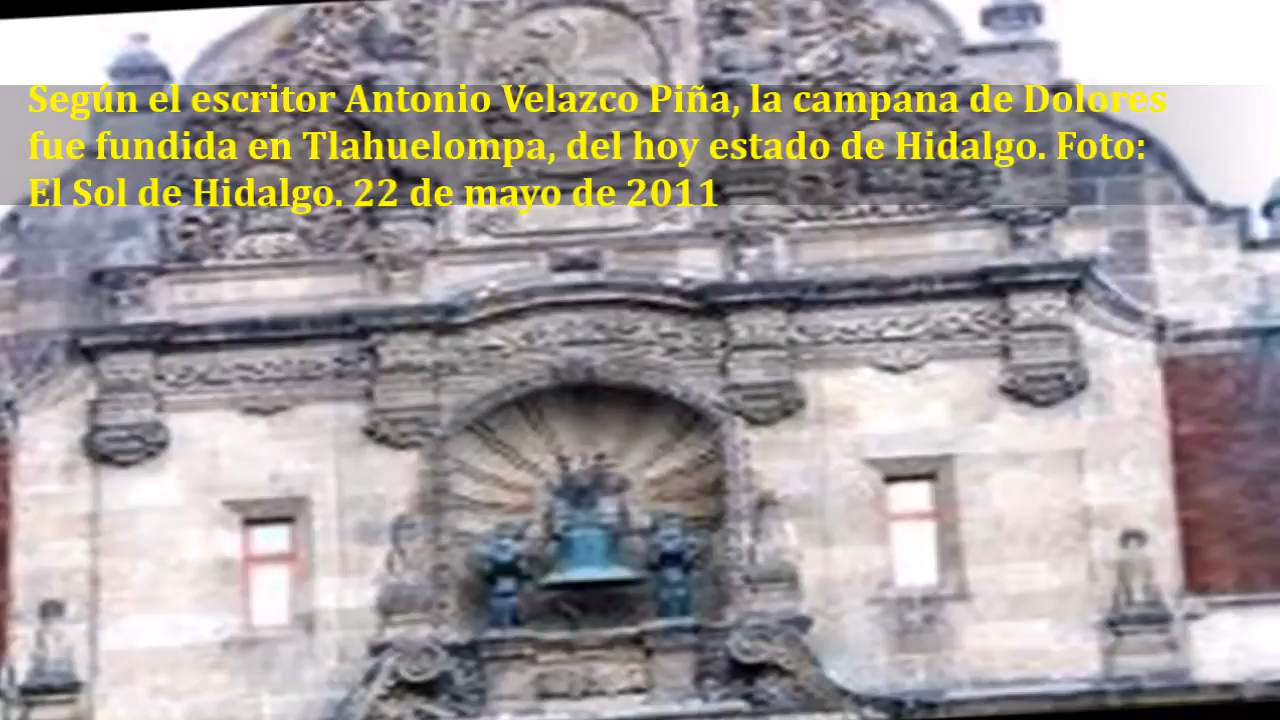 Según el escritor Antonio Velazco Piña, la campana de Dolores
fue fundida en Tlahuelompa, del hoy estado de Hidalgo. Foto:
El Sol de Hidalgo. 22 de mayo de 2011